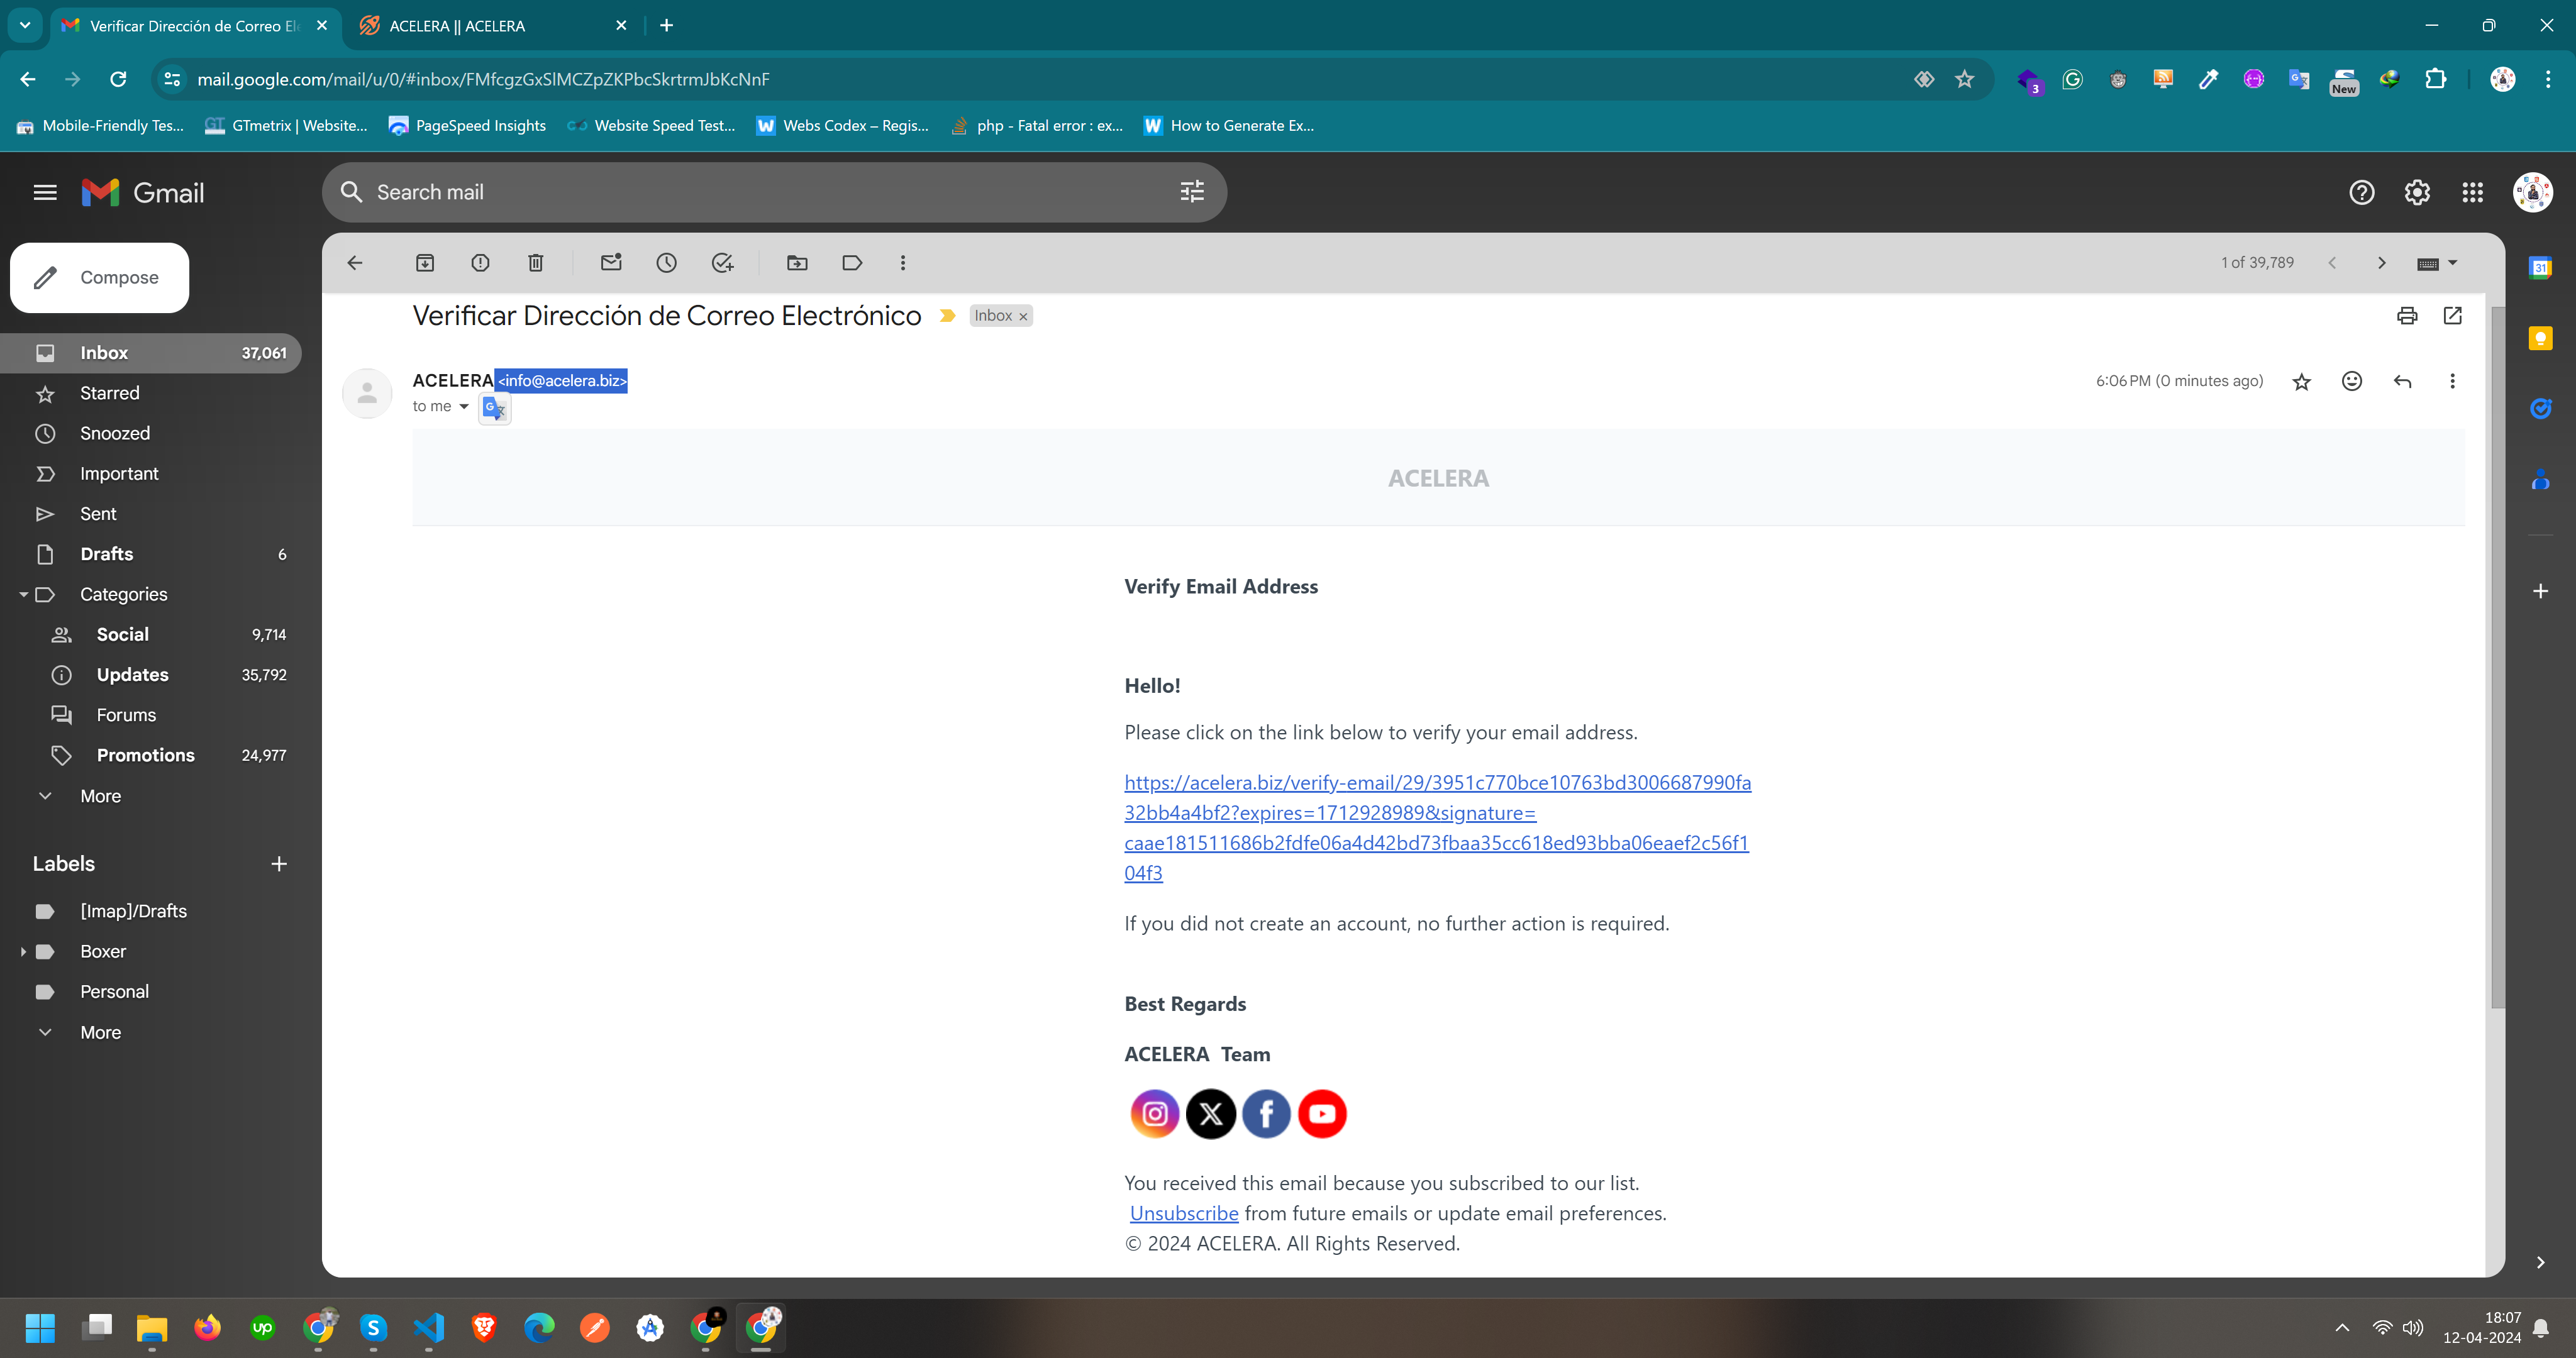 Verificar Dirección de Correo Ele
ACELERA || ACELERA
mail.google.com/mail/u/0/#inbox/FMfcgzGxSlMCZpZKPbcSkrtrmJbKcNnF
3
New
Mobile-Friendly Tes...
GTmetrix | Website...
PageSpeed Insights
Website Speed Test...
Webs Codex – Regis...
php - Fatal error : ex...
How to Generate Ex...
Gmail
Search mail
Compose
1 of 39,789
31
Verificar Dirección de Correo Electrónico
Inbox
Inbox 37,061
Starred
Snoozed
Important
Sent
Drafts 6
Categories
Social 9,714
Updates 35,792
Forums
Promotions 24,977
More
Labels
[Imap]/Drafts
Boxer
Personal
More
ACELERA <info@acelera.biz>
6:06 PM (0 minutes ago)
to me
ACELERA
Verify Email Address
Hello!
Please click on the link below to verify your email address.
https://acelera.biz/verify-email/29/3951c770bce10763bd3006687990fa
32bb4a4bf2?expires=1712928989&signature=
caae181511686b2fdfe06a4d42bd73fbaa35cc618ed93bba06eaef2c56f1
04f3
If you did not create an account, no further action is required.
Best Regards
ACELERA  Team
You received this email because you subscribed to our list.
Unsubscribe from future emails or update email preferences.
© 2024 ACELERA. All Rights Reserved.
18:07
12-04-2024